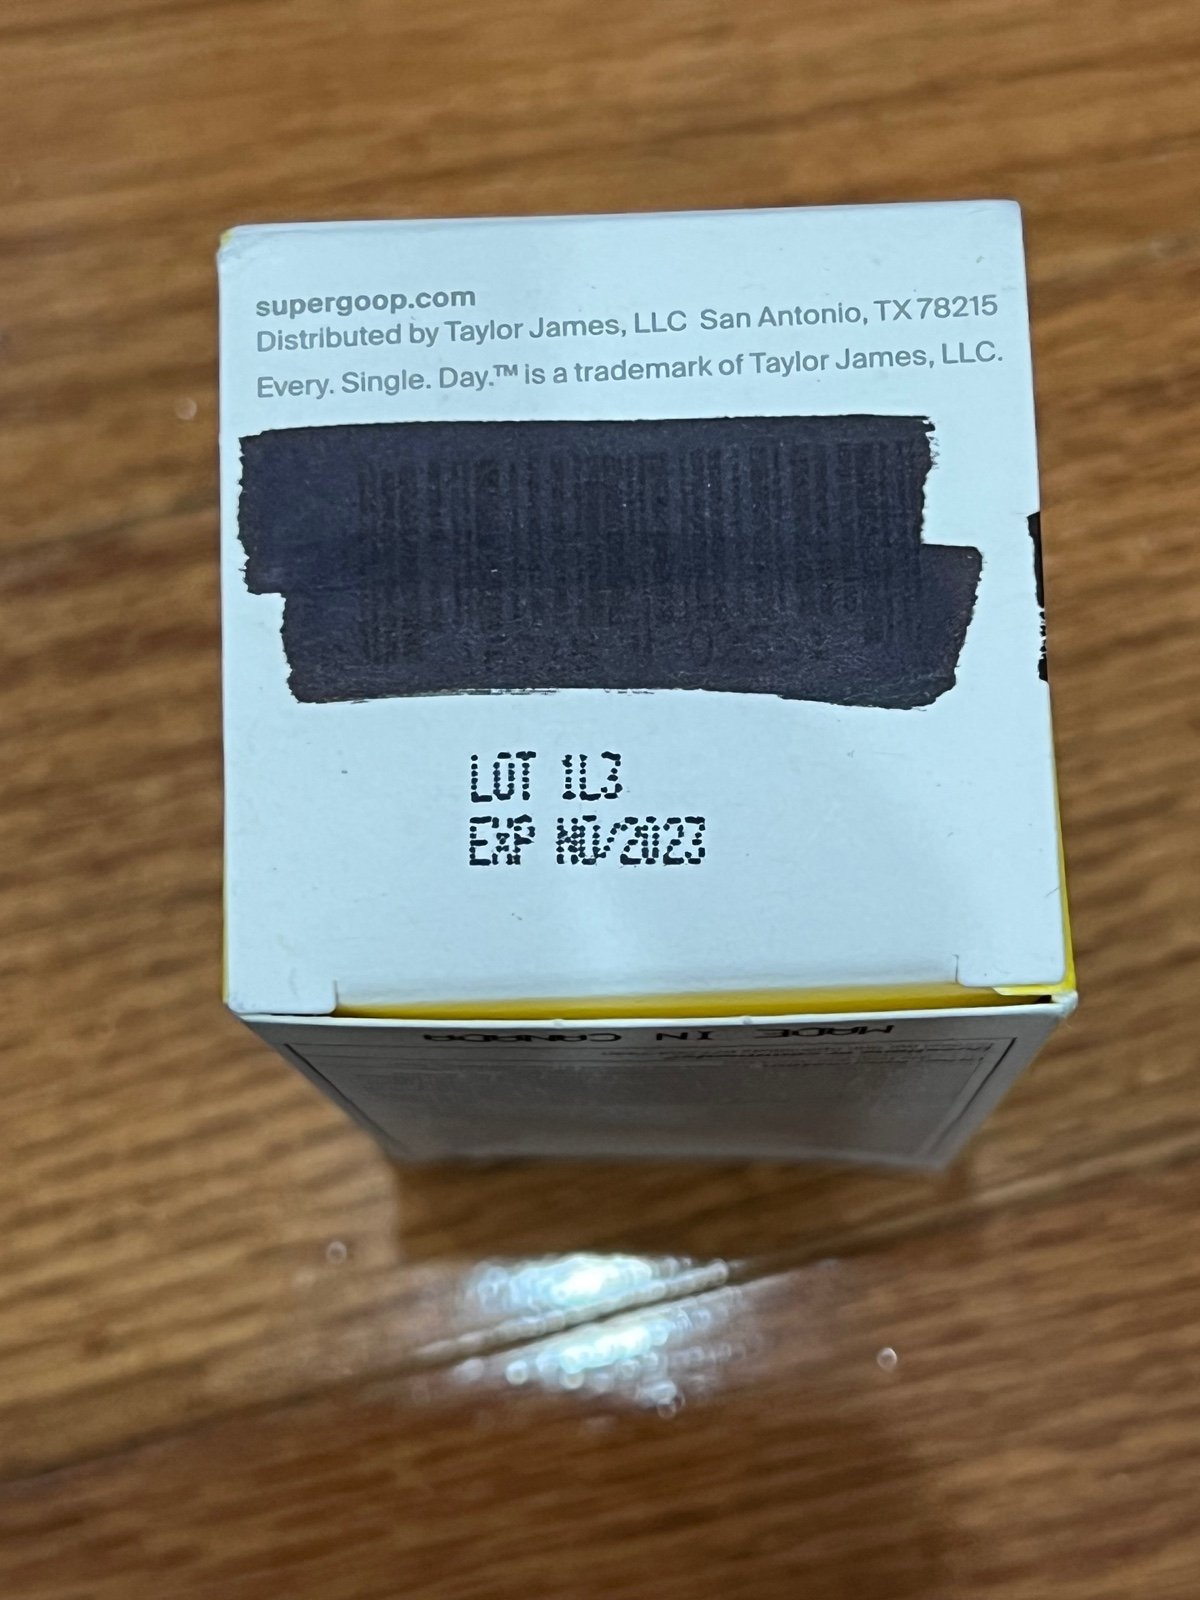 supergoop.com
Distributed by Taylor James, LLC San Antonio, TX 78215
Every. Single. Day.™ is a trademark of Taylor James, LLC.
LOT 1L3
EXP NO/2023
MADE IN CANADA